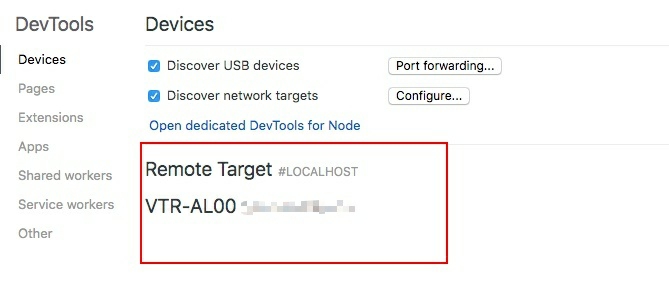 DevTools
Devices
Pages
Extensions
Apps
Shared workers
Service workers
Other
Devices
Discover USB devices Port forwarding...
Discover network targets Configure...
Open dedicated DevTools for Node
Remote Target #LOCALHOST
VTR-AL00